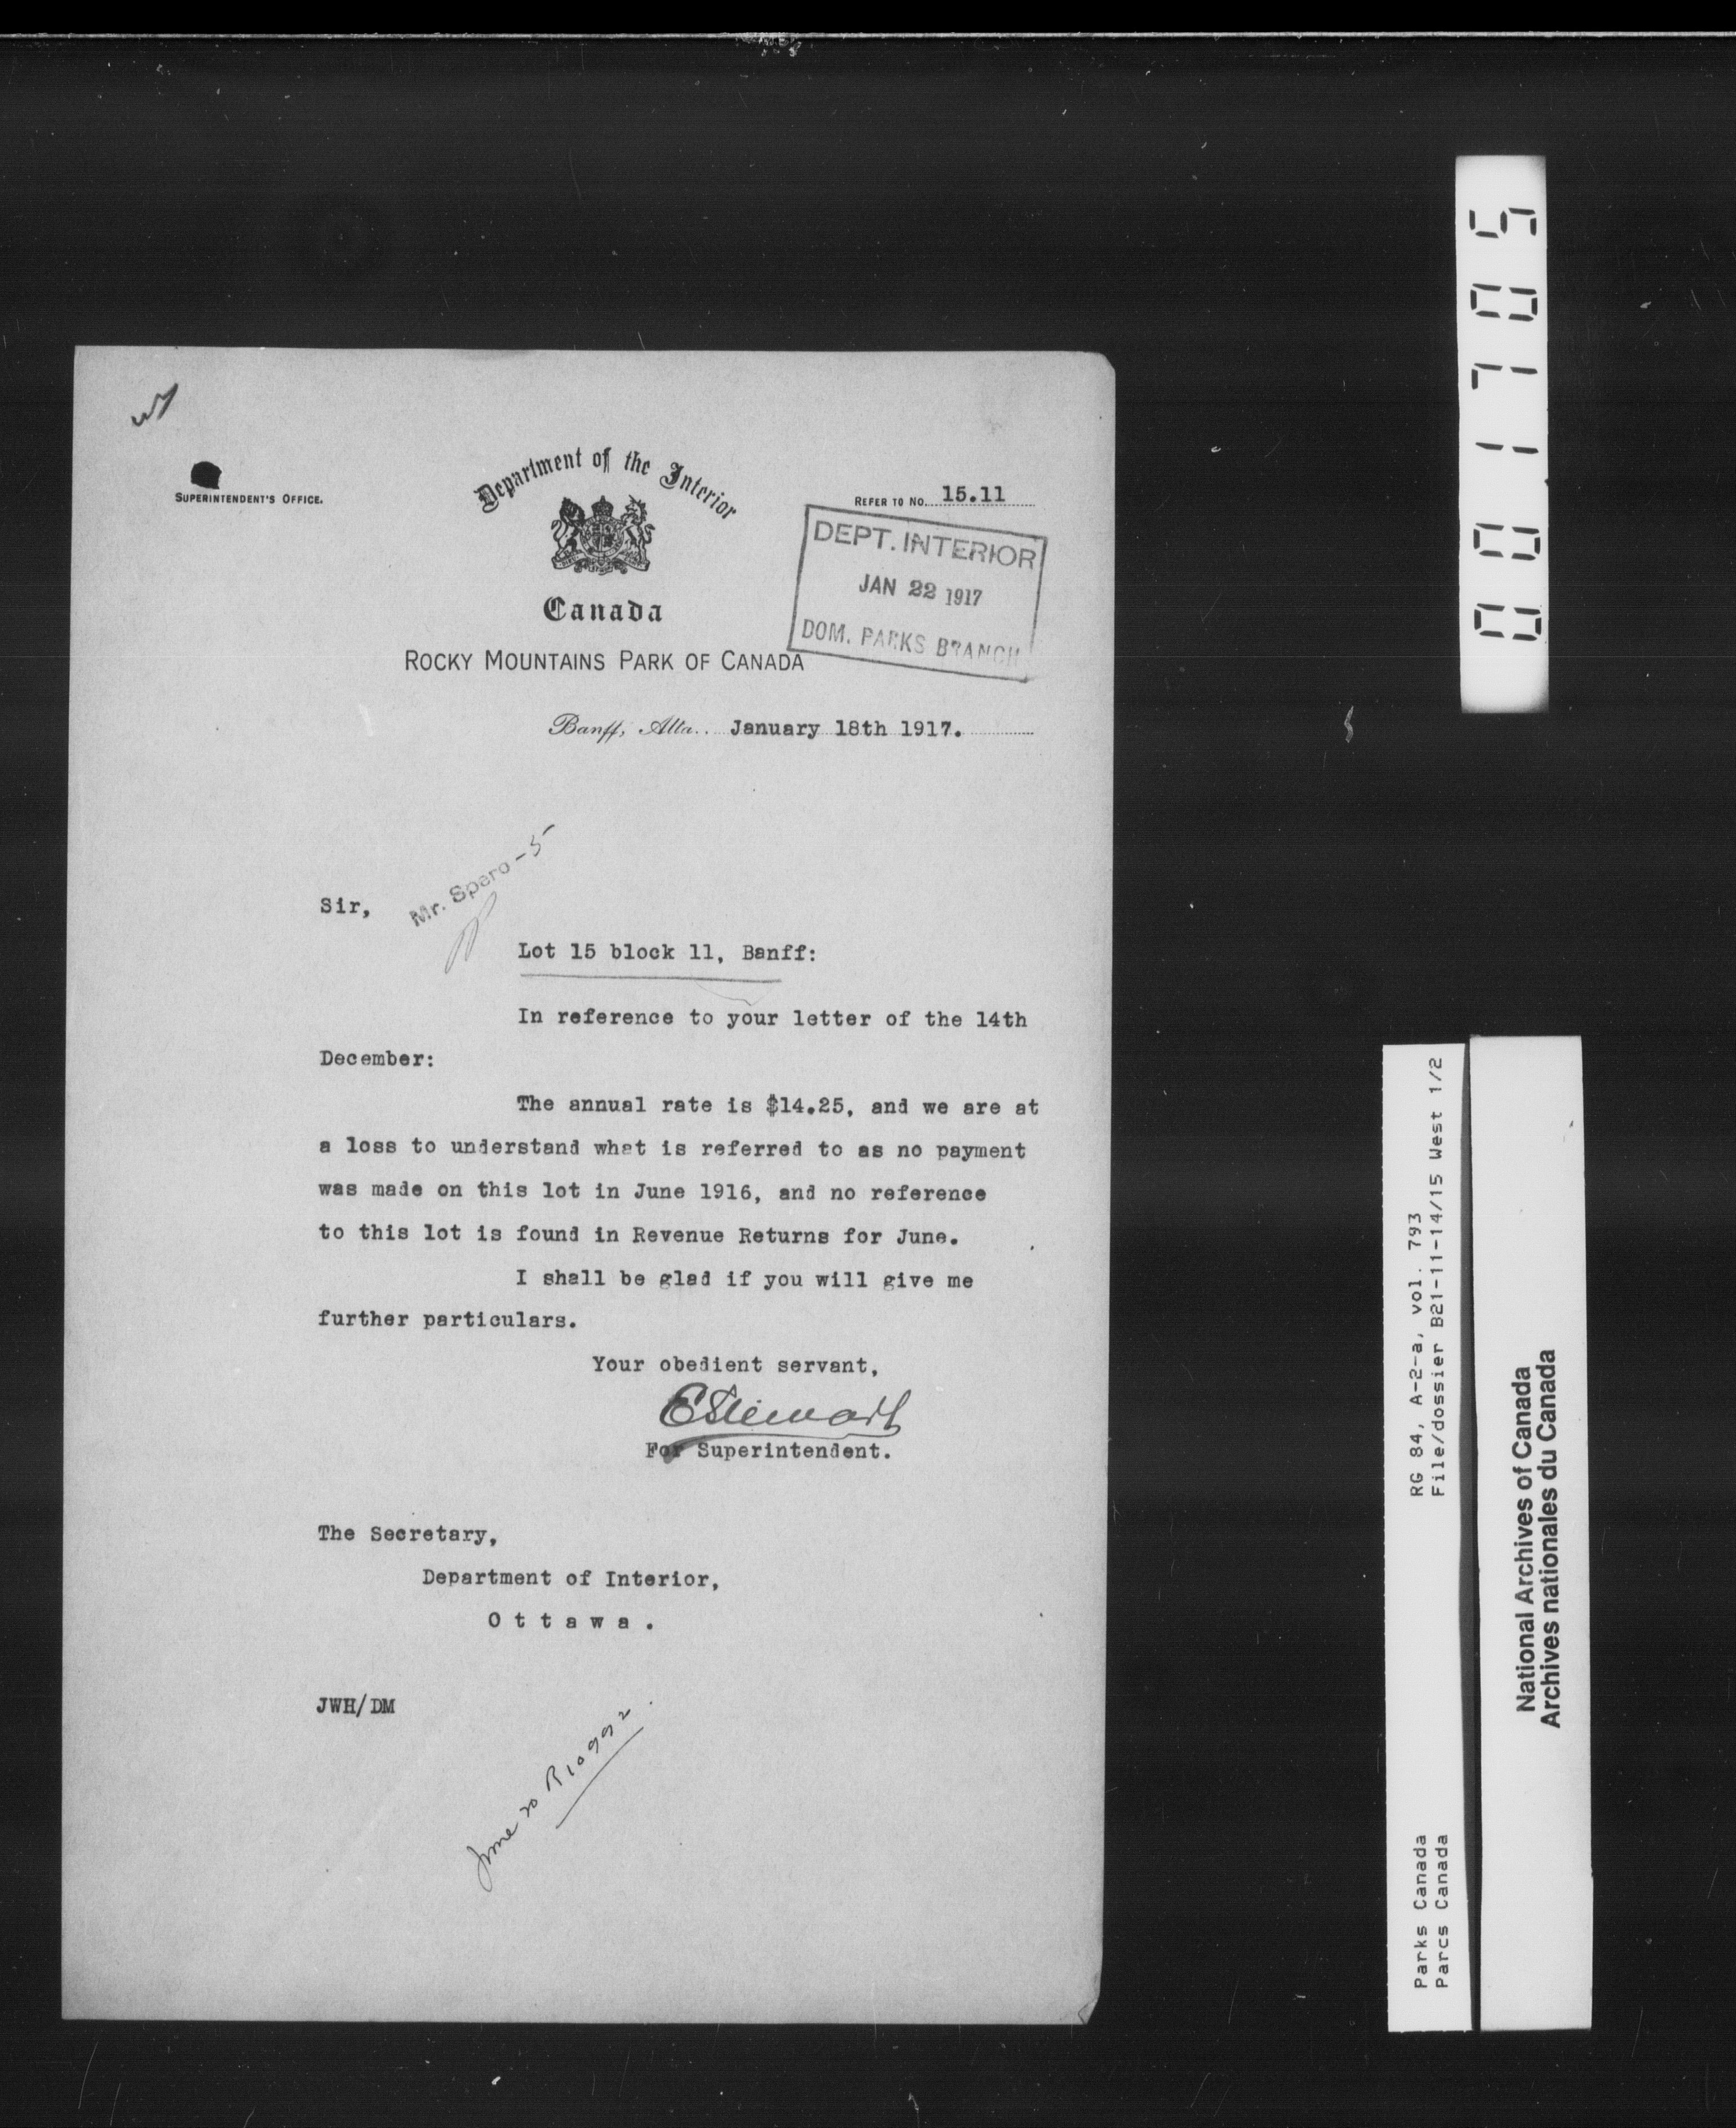 SUPERINTENDENT'S OFFICE.
Department of the Interior
Canada
REFER TO No. 15.11
DEPT. INTERIOR
JAN 22 1917
DOM. PARKS BRANCH
ROCKY MOUNTAINS PARK OF CANADA
Banff, Alta. January 18th 1917.
Mr. Spero - 5
Sir,
Lot 15 block 11, Banff:
In reference to your letter of the 14th
December:
The annual rate is $14.25, and we are at
a loss to understand what is referred to as no payment
was made on this lot in June 1916, and no reference
to this lot is found in Revenue Returns for June.
I shall be glad if you will give me
further particulars.
Your obedient servant,
E Stewart
For Superintendent.
The Secretary,
Department of Interior,
O t t a w a .
JWH/DM
June 20 R10992.
001705
RG 84, A-2-a, vol. 793
File/dossier B21-11-14/15 West 1/2
Parks Canada
Parcs Canada
National Archives of Canada
Archives nationales du Canada